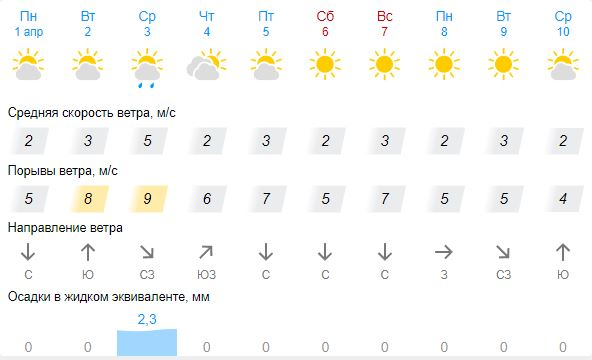 Пн Вт Ср Чт Пт Сб Вс Пн Вт Ср
1 апр 2 3 4 5 6 7 8 9 10
Средняя скорость ветра, м/с
2 3 5 2 3 2 3 2 3 2
Порывы ветра, м/с
5 8 9 6 7 5 7 5 5 4
Направление ветра
С Ю СЗ ЮЗ С С С З СЗ Ю
Осадки в жидком эквиваленте, мм
2,3
0 0 0 0 0 0 0 0 0